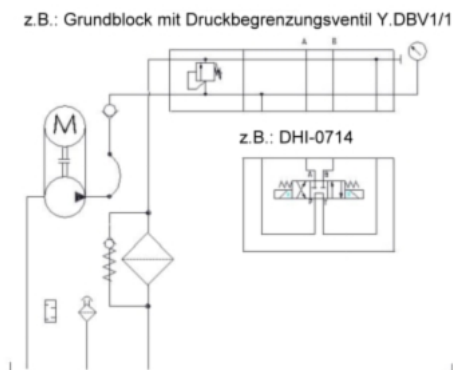 z.B.: Grundblock mit Druckbegrenzungsventil Y.DBV1/1
A B
M
z.B.: DHI-0714
A B